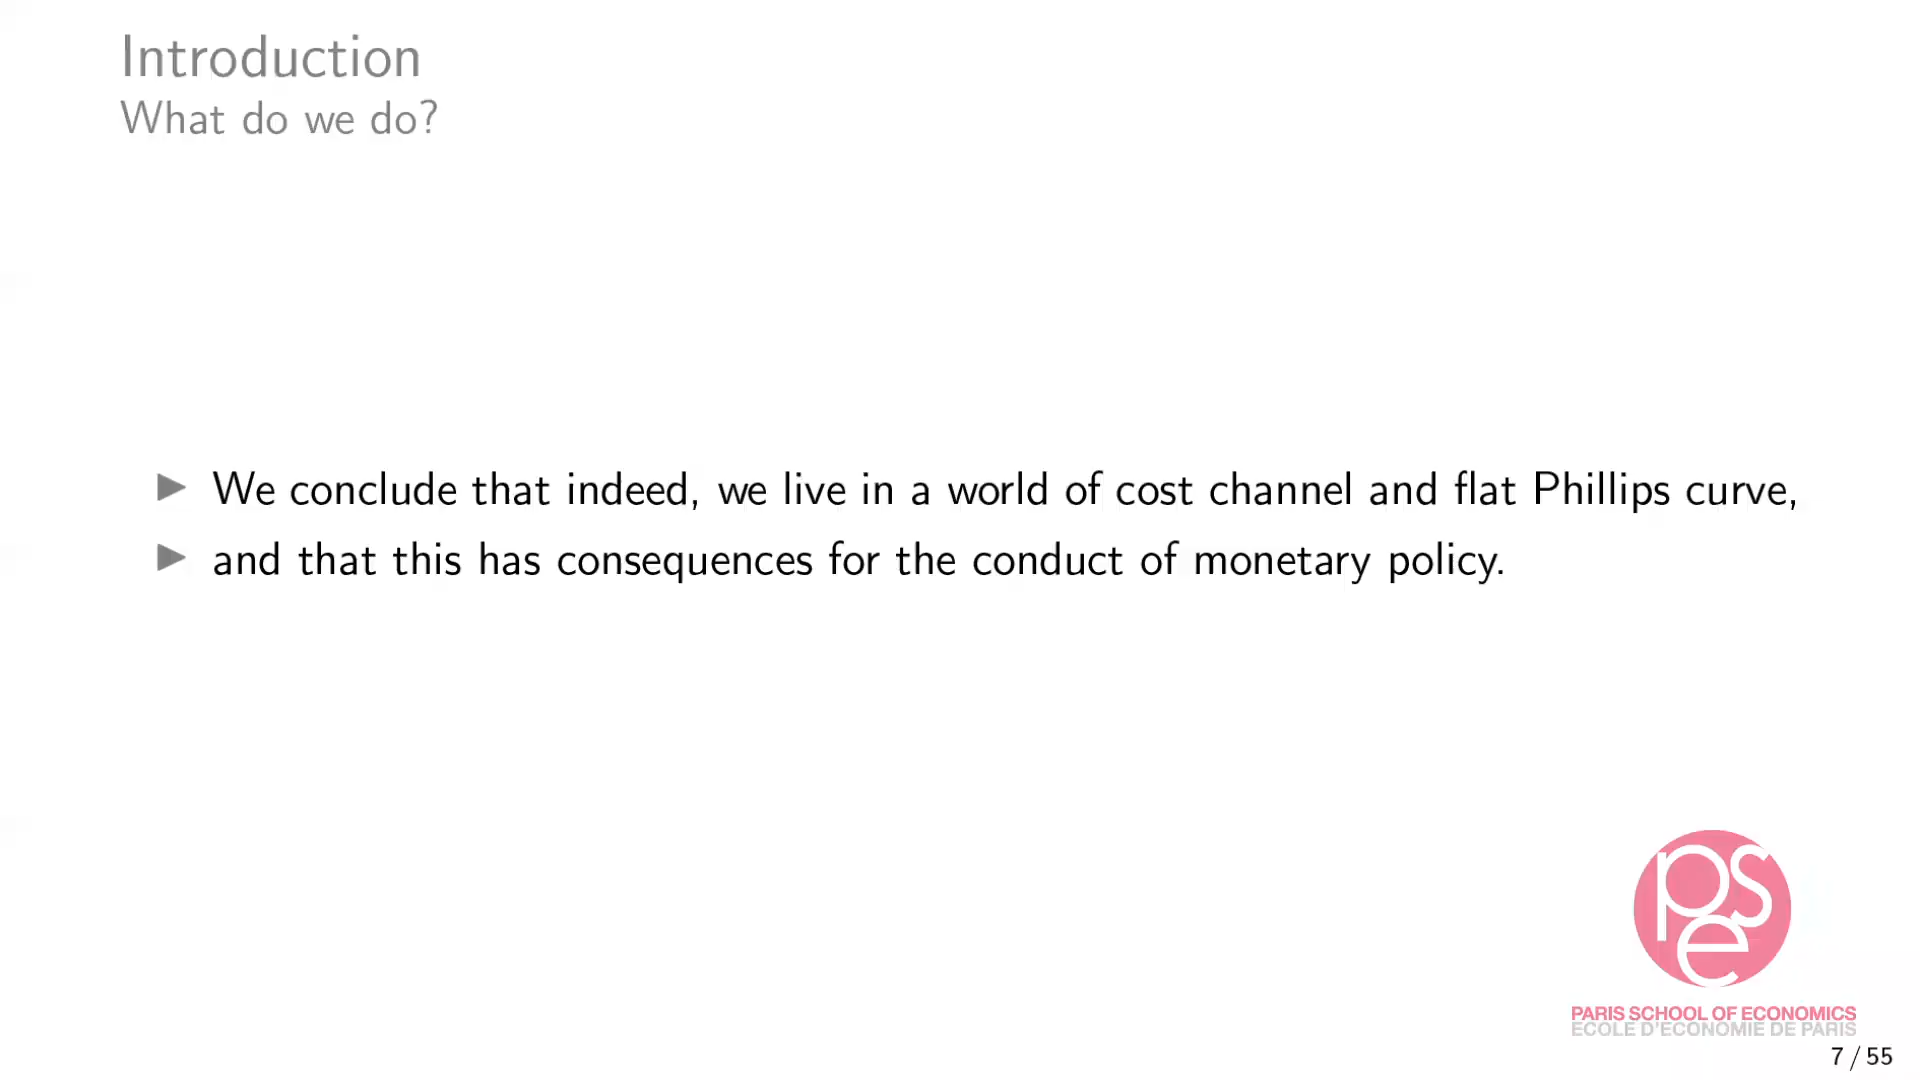 Introduction
What do we do?
We conclude that indeed, we live in a world of cost channel and flat Phillips curve,
and that this has consequences for the conduct of monetary policy.
pse
PARIS SCHOOL OF ECONOMICS
ECOLE D'ECONOMIE DE PARIS
7 / 55